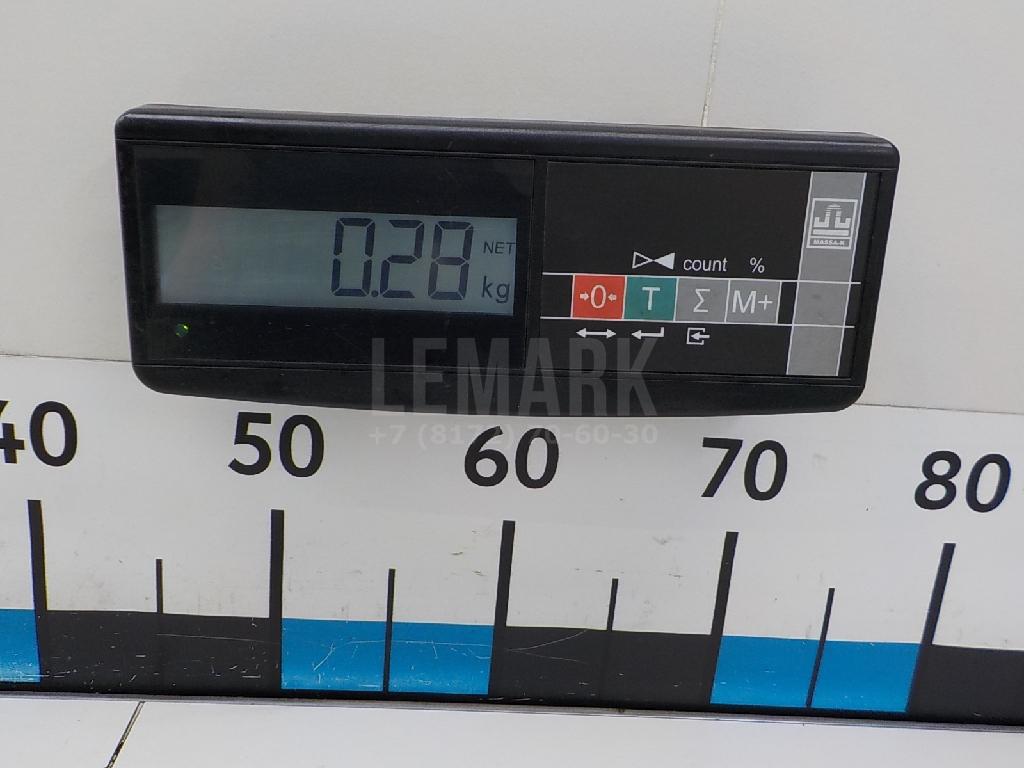 0.28 NET kg
count %
→0← T Σ M+
MASSA-K
LEMARK
40 50 60 70 80